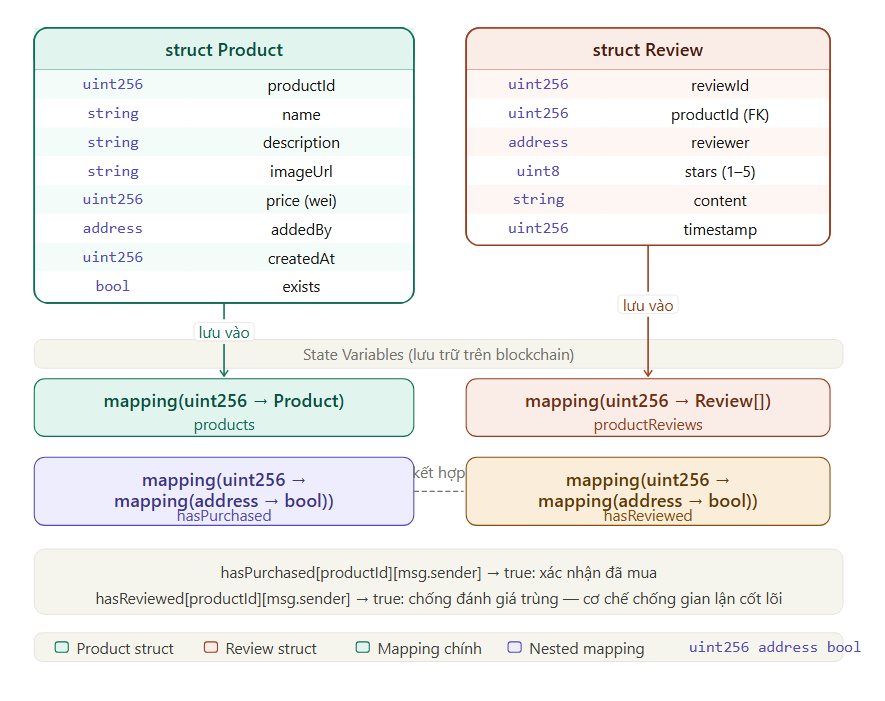 struct Product
uint256 productId
string name
string description
string imageUrl
uint256 price (wei)
address addedBy
uint256 createdAt
bool exists
struct Review
uint256 reviewId
uint256 productId (FK)
address reviewer
uint8 stars (1–5)
string content
uint256 timestamp
lưu vào
lưu vào
State Variables (lưu trữ trên blockchain)
mapping(uint256 → Product)
products
mapping(uint256 → Review[])
productReviews
mapping(uint256 →
mapping(address → bool))
hasPurchased
kết hợp
mapping(uint256 →
mapping(address → bool))
hasReviewed
hasPurchased[productId][msg.sender] → true: xác nhận đã mua
hasReviewed[productId][msg.sender] → true: chống đánh giá trùng — cơ chế chống gian lận cốt lõi
Product struct Review struct Mapping chính Nested mapping uint256 address bool